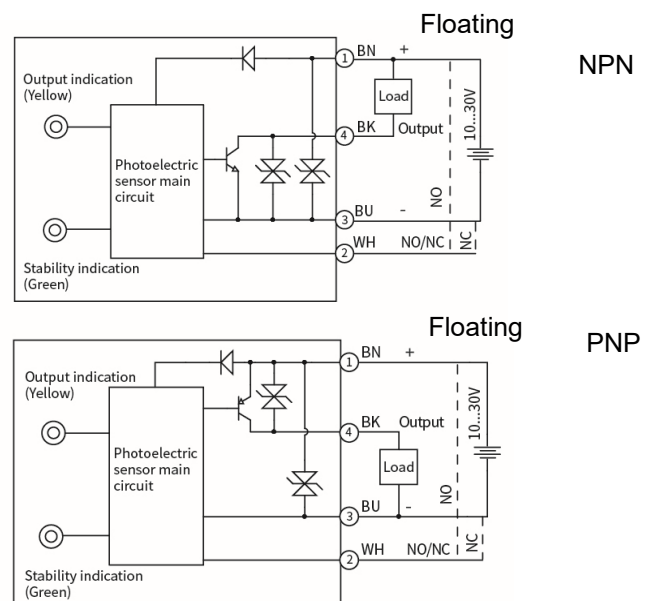 Floating
NPN
1 BN +
Output indication
(Yellow)
Load
10...30V
4 BK Output
Photoelectric
sensor main
circuit
NO
3 BU -
NC
2 WH NO/NC
Stability indication
(Green)
Floating
PNP
1 BN +
Output indication
(Yellow)
10...30V
4 BK Output
Photoelectric
sensor main
circuit
Load
NO
3 BU -
NC
2 WH NO/NC
Stability indication
(Green)